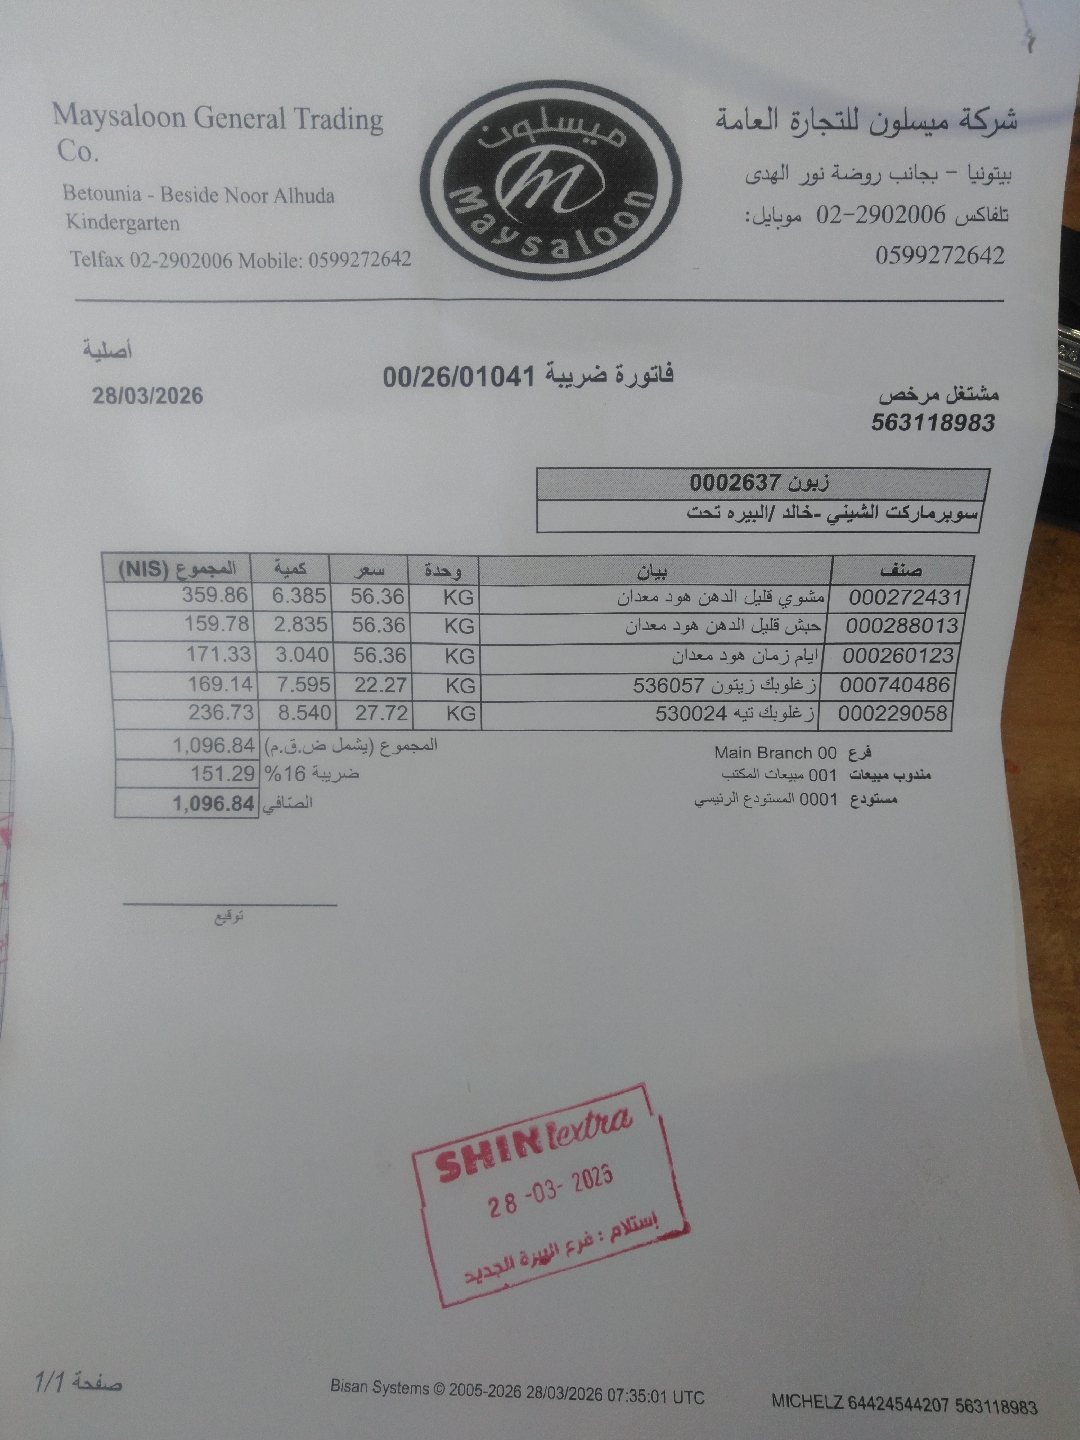 Maysaloon General Trading
Co.
Betounia - Beside Noor Alhuda
Kindergarten
Telfax 02-2902006 Mobile: 0599272642
ميسلون
Maysaloon
شركة ميسلون للتجارة العامة
بيتونيا - بجانب روضة نور الهدى
تلفاكس 2902006-02 موبايل:
0599272642
أصلية
28/03/2026
فاتورة ضريبة 00/26/01041
مشتغل مرخص
563118983
زبون 0002637
سوبرماركت الشيني -خالد /البيره تحت
صنف بيان وحدة سعر كمية المجموع (NIS)
000272431 مشوي قليل الدهن هود معدان KG 56.36 6.385 359.86
000288013 حبش قليل الدهن هود معدان KG 56.36 2.835 159.78
000260123 ايام زمان هود معدان KG 56.36 3.040 171.33
000740486 زغلوبك زيتون 536057 KG 22.27 7.595 169.14
000229058 زغلوبك تيه 530024 KG 27.72 8.540 236.73
المجموع (يشمل ض.ق.م) 1,096.84
ضريبة 16% 151.29
الصّافي 1,096.84
فرع 00 Main Branch
مندوب مبيعات 001 مبيعات المكتب
مستودع 0001 المستودع الرئيسي
توقيع
SHINI extra
28 -03- 2026
إستلام : فرع البيرة الجديد
صفحة 1/1
Bisan Systems © 2005-2026 28/03/2026 07:35:01 UTC
MICHELZ 64424544207 563118983